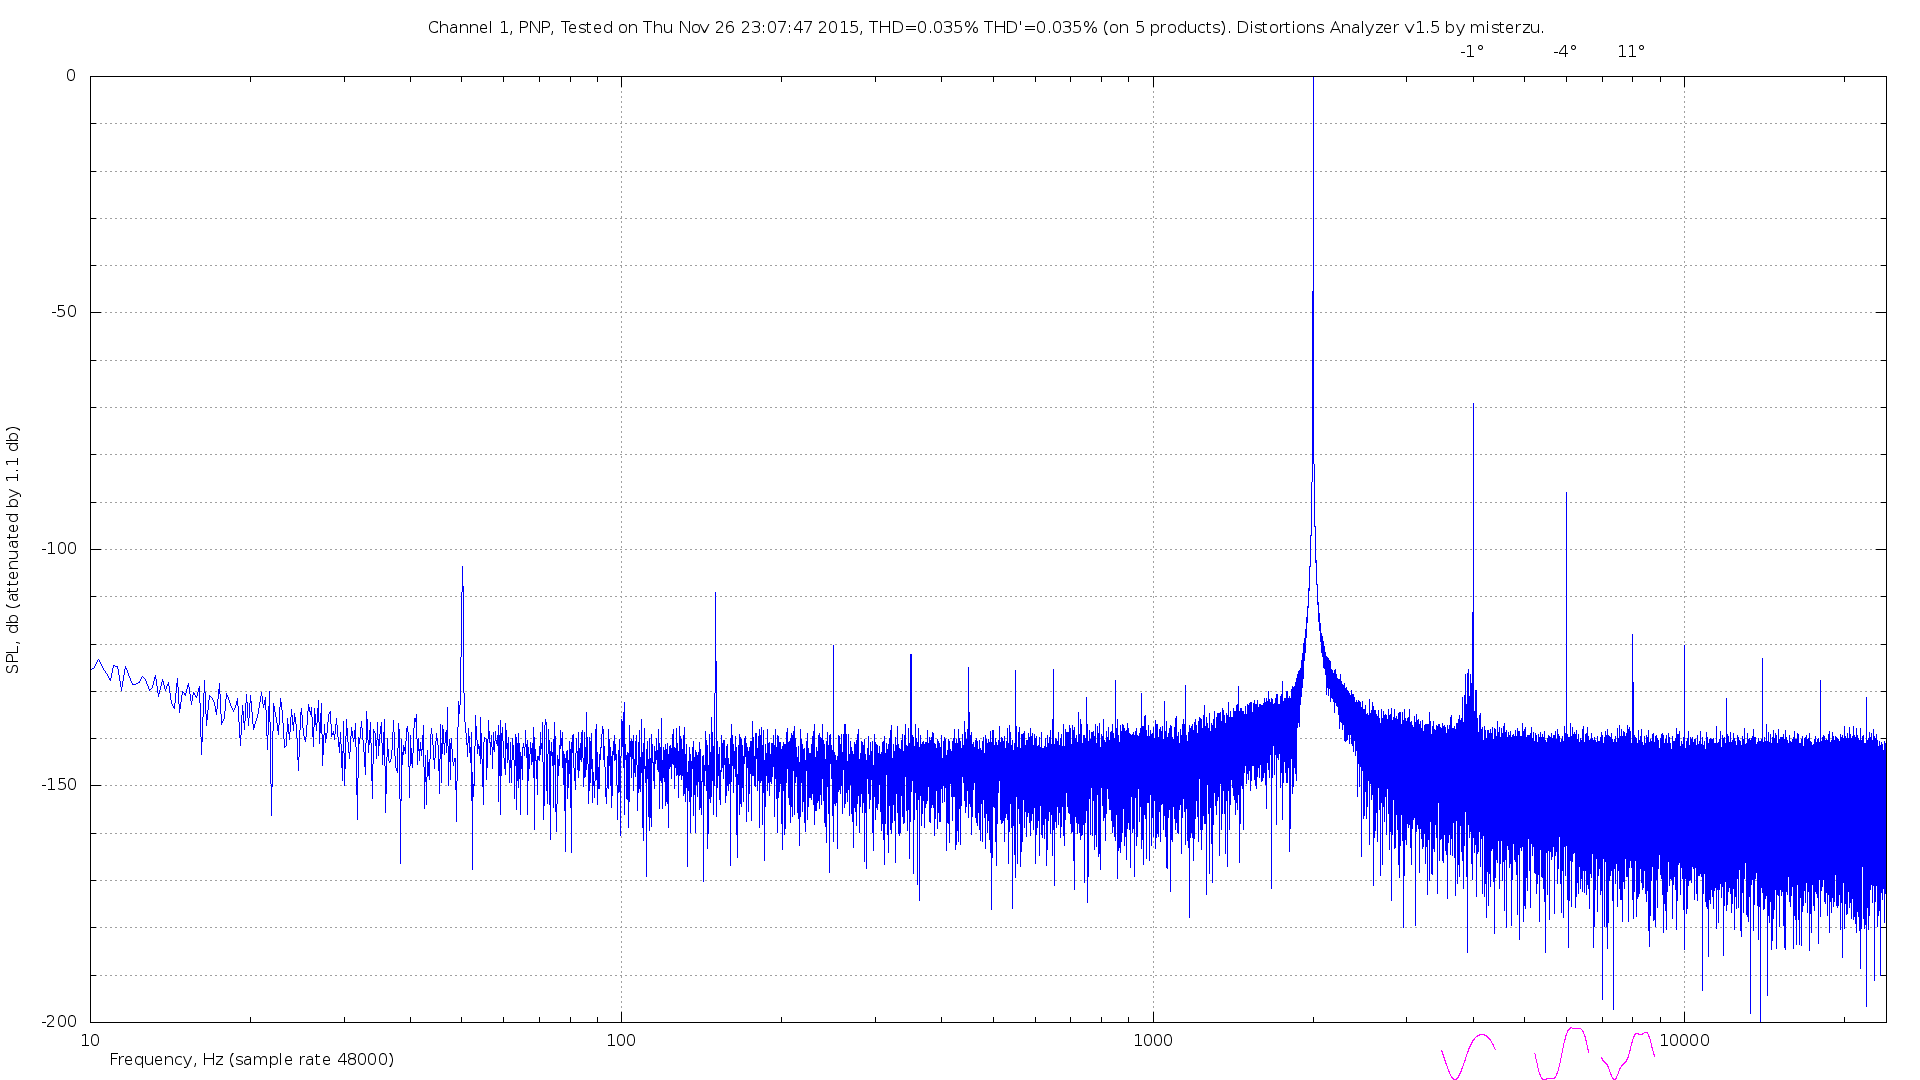 Channel 1, PNP, Tested on Thu Nov 26 23:07:47 2015, THD=0.035% THD'=0.035% (on 5 products). Distortions Analyzer v1.5 by misterzu.
-1° -4° 11°
0
-50
-100
-150
-200
SPL, db (attenuated by 1.1 db)
10 100 1000 10000
Frequency, Hz (sample rate 48000)